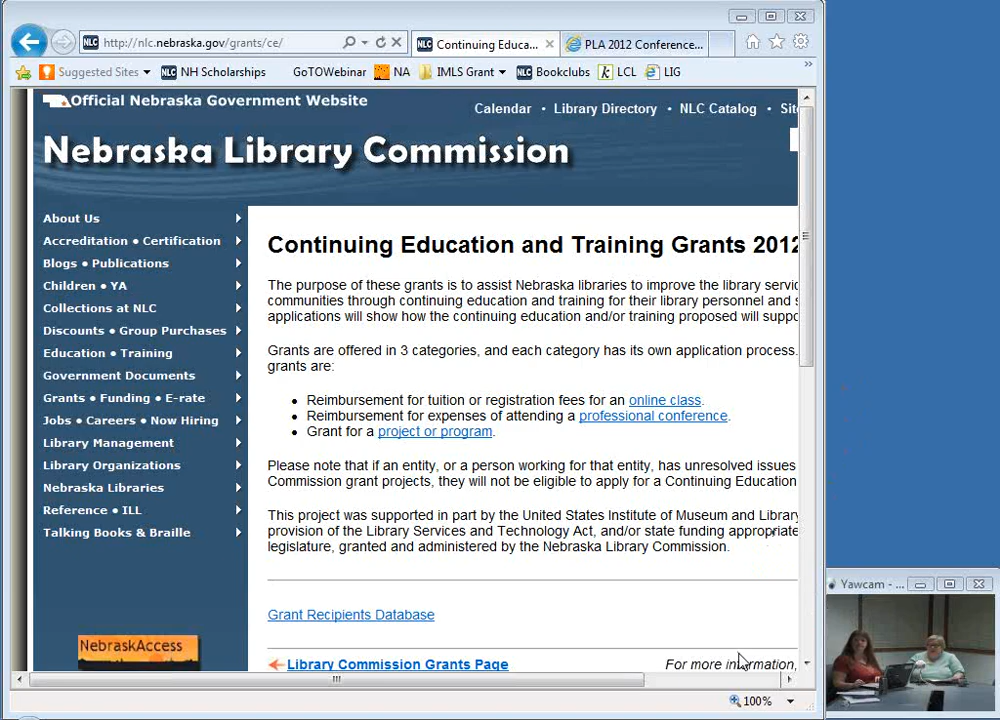 http://nlc.nebraska.gov/grants/ce/
NLC Continuing Educa...
PLA 2012 Conference...
Suggested Sites
NLC NH Scholarships
GoTOWebinar
NA
IMLS Grant
NLC Bookclubs
LCL
LIG
Official Nebraska Government Website
Calendar • Library Directory • NLC Catalog • Sit
Nebraska Library Commission
About Us
Accreditation • Certification
Blogs • Publications
Children • YA
Collections at NLC
Discounts • Group Purchases
Education • Training
Government Documents
Grants • Funding • E-rate
Jobs • Careers • Now Hiring
Library Management
Library Organizations
Nebraska Libraries
Reference • ILL
Talking Books & Braille
NebraskAccess
Continuing Education and Training Grants 2012
The purpose of these grants is to assist Nebraska libraries to improve the library servic
communities through continuing education and training for their library personnel and s
applications will show how the continuing education and/or training proposed will suppo
Grants are offered in 3 categories, and each category has its own application process.
grants are:
• Reimbursement for tuition or registration fees for an online class.
• Reimbursement for expenses of attending a professional conference.
• Grant for a project or program.
Please note that if an entity, or a person working for that entity, has unresolved issues
Commission grant projects, they will not be eligible to apply for a Continuing Education
This project was supported in part by the United States Institute of Museum and Library
provision of the Library Services and Technology Act, and/or state funding appropriate
legislature, granted and administered by the Nebraska Library Commission.
Grant Recipients Database
Library Commission Grants Page
For more information,
100%
Yawcam - ...